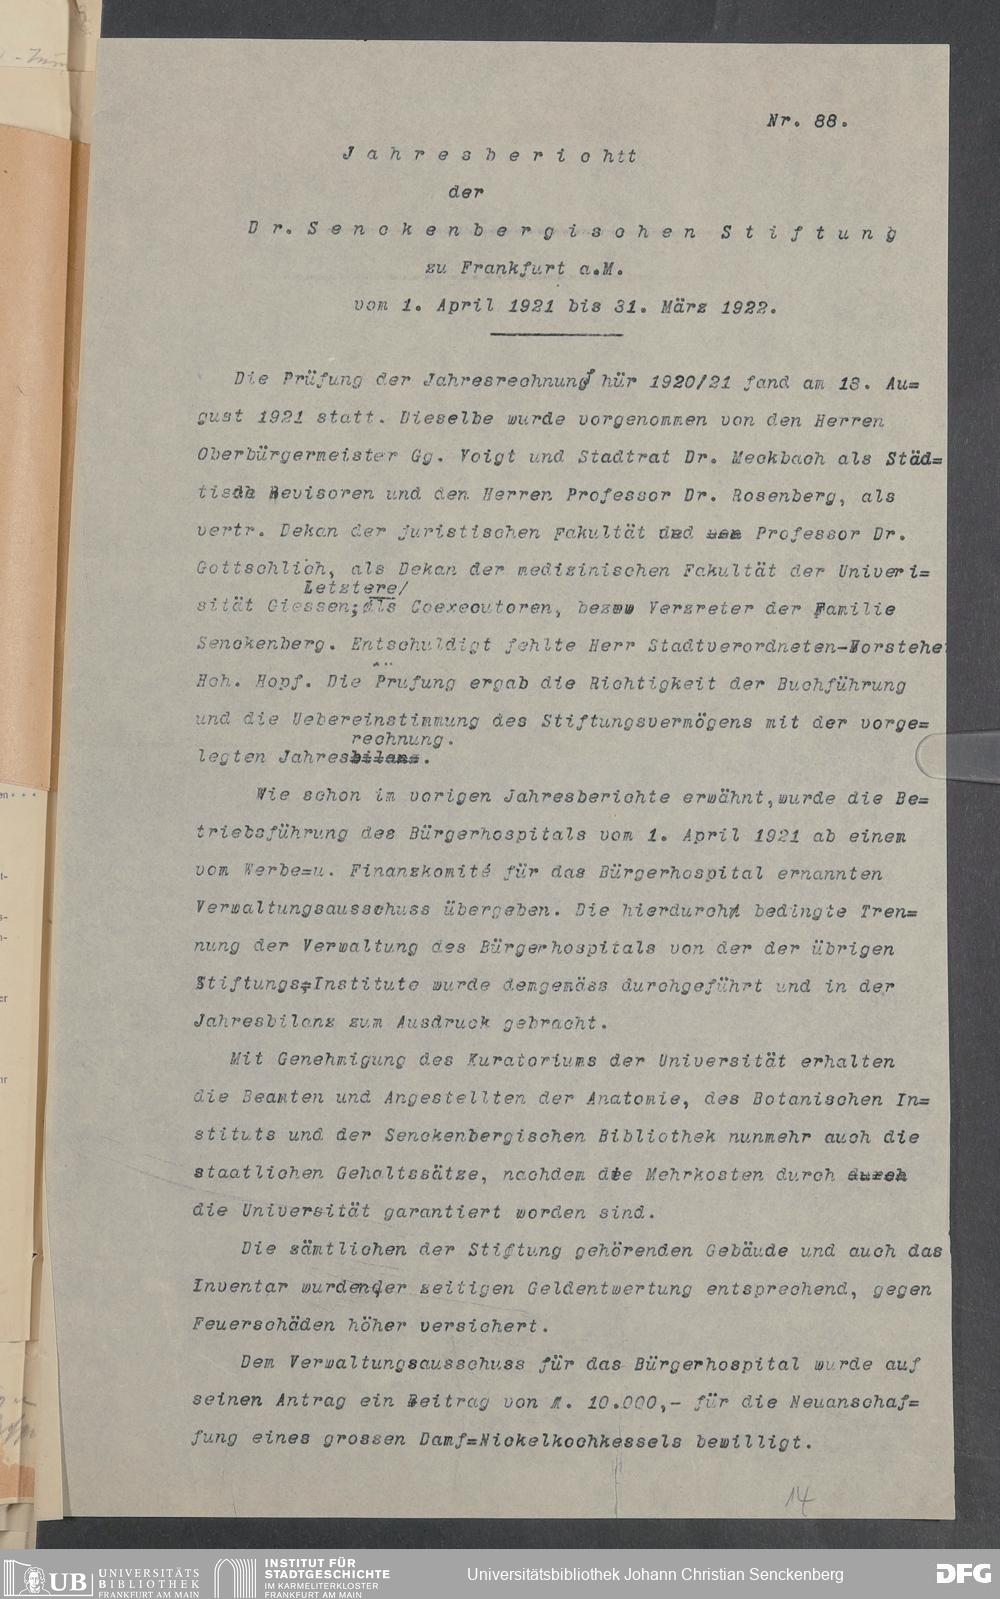 Nr. 88.
Jahresberichtt
der
Dr. Senckenbergischen Stiftung
zu Frankfurt a.M.
vom 1. April 1921 bis 31. März 1922.
Die Prüfung der Jahresrechnung hür 1920/21 fand am 18. Au=
gust 1921 statt. Dieselbe wurde vorgenommen von den Herren
Oberbürgermeister Gg. Voigt und Stadtrat Dr. Meckbach als Städ=
tische Revisoren und den Herren Professor Dr. Rosenberg, als
vertr. Dekan der juristischen Fakultät und von Professor Dr.
Gottschlich, als Dekan der medizinischen Fakultät der Univeri=
Letztere/
sität Giessen; als Coexecutoren, bezww Verzreter der Familie
Senckenberg. Entschuldigt fehlte Herr Stadtverordneten-Vorstehe
Hch. Hopf. Die Prüfung ergab die Richtigkeit der Buchführung
und die Uebereinstimmung des Stiftungsvermögens mit der vorge=
rechnung.
legten Jahresbilanz.
Wie schon im vorigen Jahresberichte erwähnt, wurde die Be=
triebsführung des Bürgerhospitals vom 1. April 1921 ab einem
vom Werbe=u. Finanzkomité für das Bürgerhospital ernannten
Verwaltungsausschuss übergeben. Die hierdurch bedingte Tren=
nung der Verwaltung des Bürgerhospitals von der der übrigen
Stiftungs=Institute wurde demgemäss durchgeführt und in der
Jahresbilanz zum Ausdruck gebracht.
Mit Genehmigung des Kuratoriums der Universität erhalten
die Beamten und Angestellten der Anatomie, des Botanischen In=
stituts und der Senckenbergischen Bibliothek nunmehr auch die
staatlichen Gehaltssätze, nachdem die Mehrkosten durch durch
die Universität garantiert worden sind.
Die sämtlichen der Stiftung gehörenden Gebäude und auch das
Inventar wurden der zeitigen Geldentwertung entsprechend, gegen
Feuerschäden höher versichert.
Dem Verwaltungsausschuss für das Bürgerhospital wurde auf
seinen Antrag ein Beitrag von M. 10.000,- für die Neuanschaf=
fung eines grossen Damf=Nickelkochkessels bewilligt.
14
UB UNIVERSITÄTS
BIBLIOTHEK
FRANKFURT AM MAIN
INSTITUT FÜR
STADTGESCHICHTE
IM KARMELITERKLOSTER
FRANKFURT AM MAIN
Universitätsbibliothek Johann Christian Senckenberg
DFG